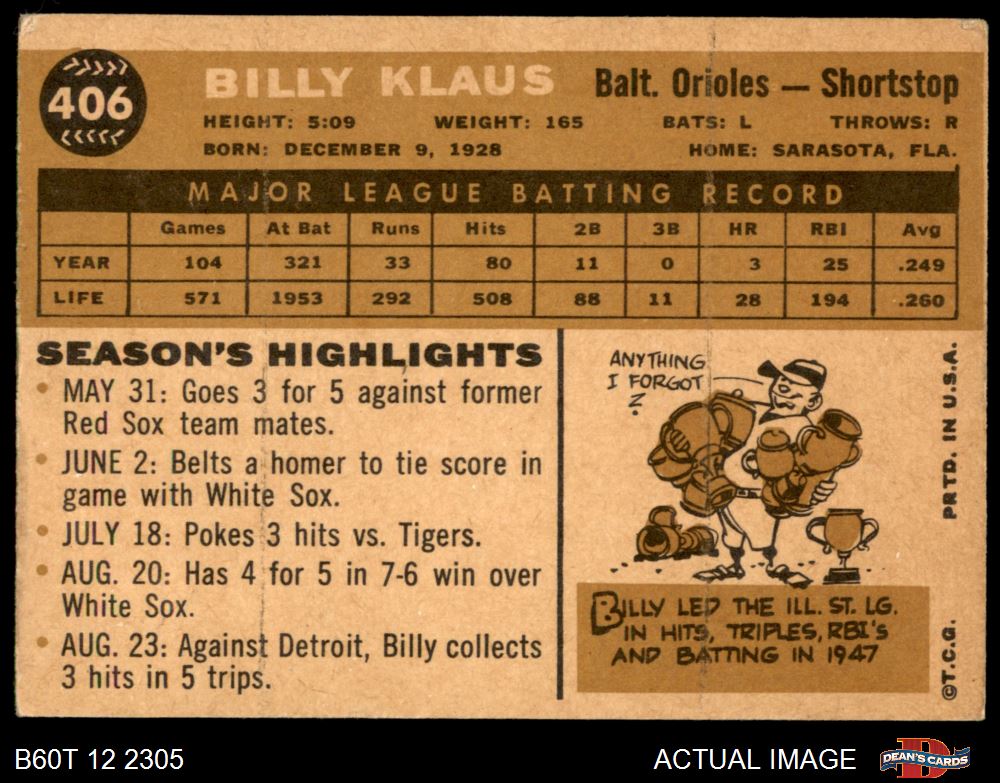 406
BILLY KLAUS
Balt. Orioles — Shortstop
HEIGHT: 5:09 WEIGHT: 165 BATS: L THROWS: R
BORN: DECEMBER 9, 1928 HOME: SARASOTA, FLA.
MAJOR LEAGUE BATTING RECORD
Games At Bat Runs Hits 2B 3B HR RBI Avg
YEAR 104 321 33 80 11 0 3 25 .249
LIFE 571 1953 292 508 88 11 28 194 .260
SEASON'S HIGHLIGHTS
• MAY 31: Goes 3 for 5 against former
Red Sox team mates.
• JUNE 2: Belts a homer to tie score in
game with White Sox.
• JULY 18: Pokes 3 hits vs. Tigers.
• AUG. 20: Has 4 for 5 in 7-6 win over
White Sox.
• AUG. 23: Against Detroit, Billy collects
3 hits in 5 trips.
ANYTHING
I FORGOT
?
BILLY LED THE ILL. ST. LG.
IN HITS, TRIPLES, RBI'S
AND BATTING IN 1947
PRTD. IN U.S.A.
©T.C.G.
B60T 12 2305
ACTUAL IMAGE
D
DEAN'S CARDS